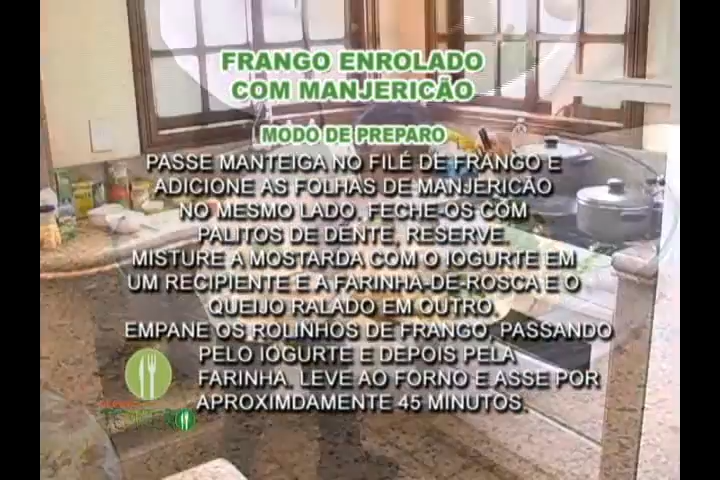 FRANGO ENROLADO
COM MANJERICÃO
MODO DE PREPARO
PASSE MANTEIGA NO FILÉ DE FRANGO E
ADICIONE AS FOLHAS DE MANJERICÃO
NO MESMO LADO. FECHE-OS COM
PALITOS DE DENTE. RESERVE.
MISTURE A MOSTARDA COM O IOGURTE EM
UM RECIPIENTE E A FARINHA-DE-ROSCA E O
QUEIJO RALADO EM OUTRO.
EMPANE OS ROLINHOS DE FRANGO, PASSANDO
PELO IOGURTE E DEPOIS PELA
FARINHA. LEVE AO FORNO E ASSE POR
APROXIMDAMENTE 45 MINUTOS.